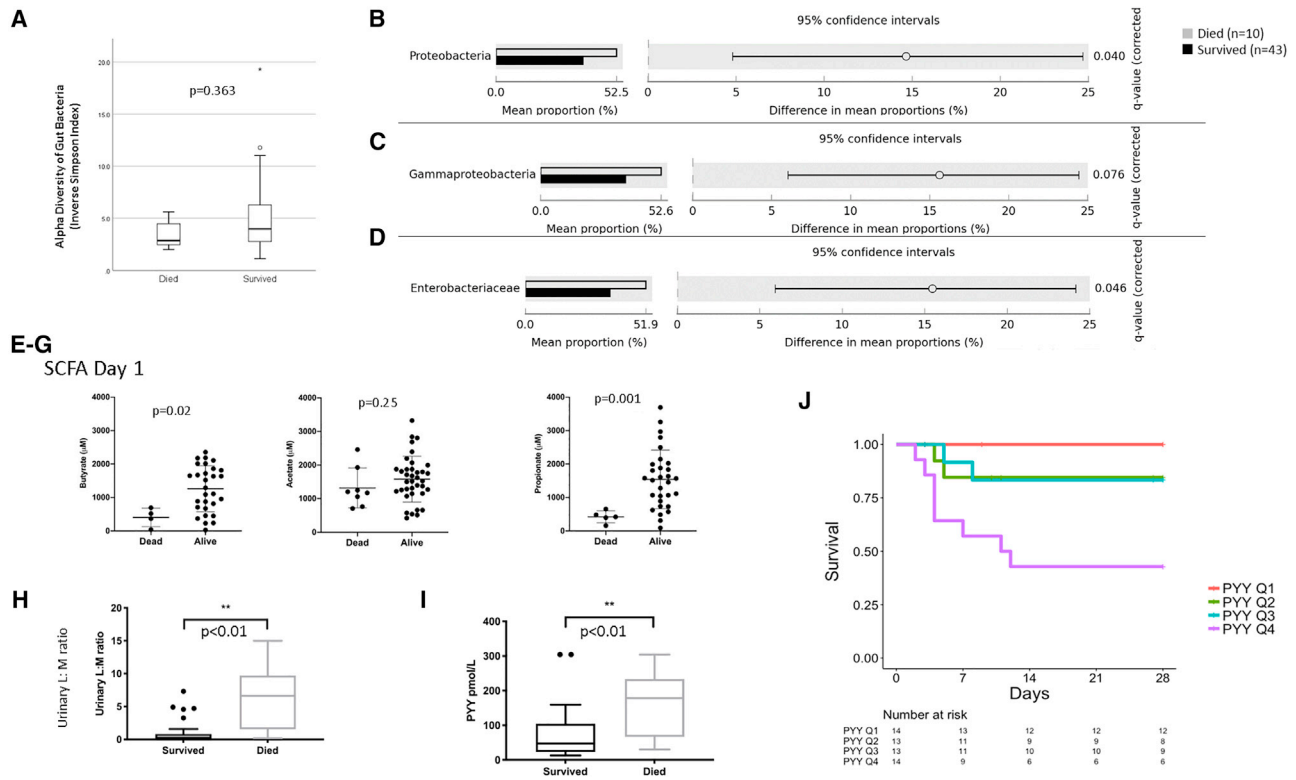 A
Alpha Diversity of Gut Bacteria
(Inverse Simpson Index)
20.0
15.0
10.0
5.0
.0
p=0.363
*
Died
Survived
B
95% confidence intervals
Proteobacteria
0.040
q-value (corrected
0.0
52.5
0
5
10
15
20
25
Mean proportion (%)
Difference in mean proportions (%)
Died (n=10)
Survived (n=43)
C
95% confidence intervals
Gammaproteobacteria
0.076
q-value (corrected
0.0
52.6
0
5
10
15
20
25
Mean proportion (%)
Difference in mean proportions (%)
D
95% confidence intervals
Enterobacteriaceae
0.046
q-value (corrected
0.0
51.9
0
5
10
15
20
25
Mean proportion (%)
Difference in mean proportions (%)
E-G
SCFA Day 1
Butyrate (µM)
4000
3000
2000
1000
0
p=0.02
Dead
Alive
Acetate (µM)
4000
3000
2000
1000
0
p=0.25
Dead
Alive
Propionate (µM)
4000
3000
2000
1000
0
p=0.001
Dead
Alive
H
Urinary L: M ratio
Urinary L:M ratio
20
15
10
5
0
**
p<0.01
Survived
Died
I
PYY pmol/L
400
300
200
100
0
**
p<0.01
Survived
Died
J
Survival
1.00
0.75
0.50
0.25
0.00
0
7
14
21
28
Days
PYY Q1
PYY Q2
PYY Q3
PYY Q4
Number at risk
PYY Q1 14 13 12 12 12
PYY Q2 13 11 9 9 8
PYY Q3 13 11 10 10 9
PYY Q4 14 9 6 6 6